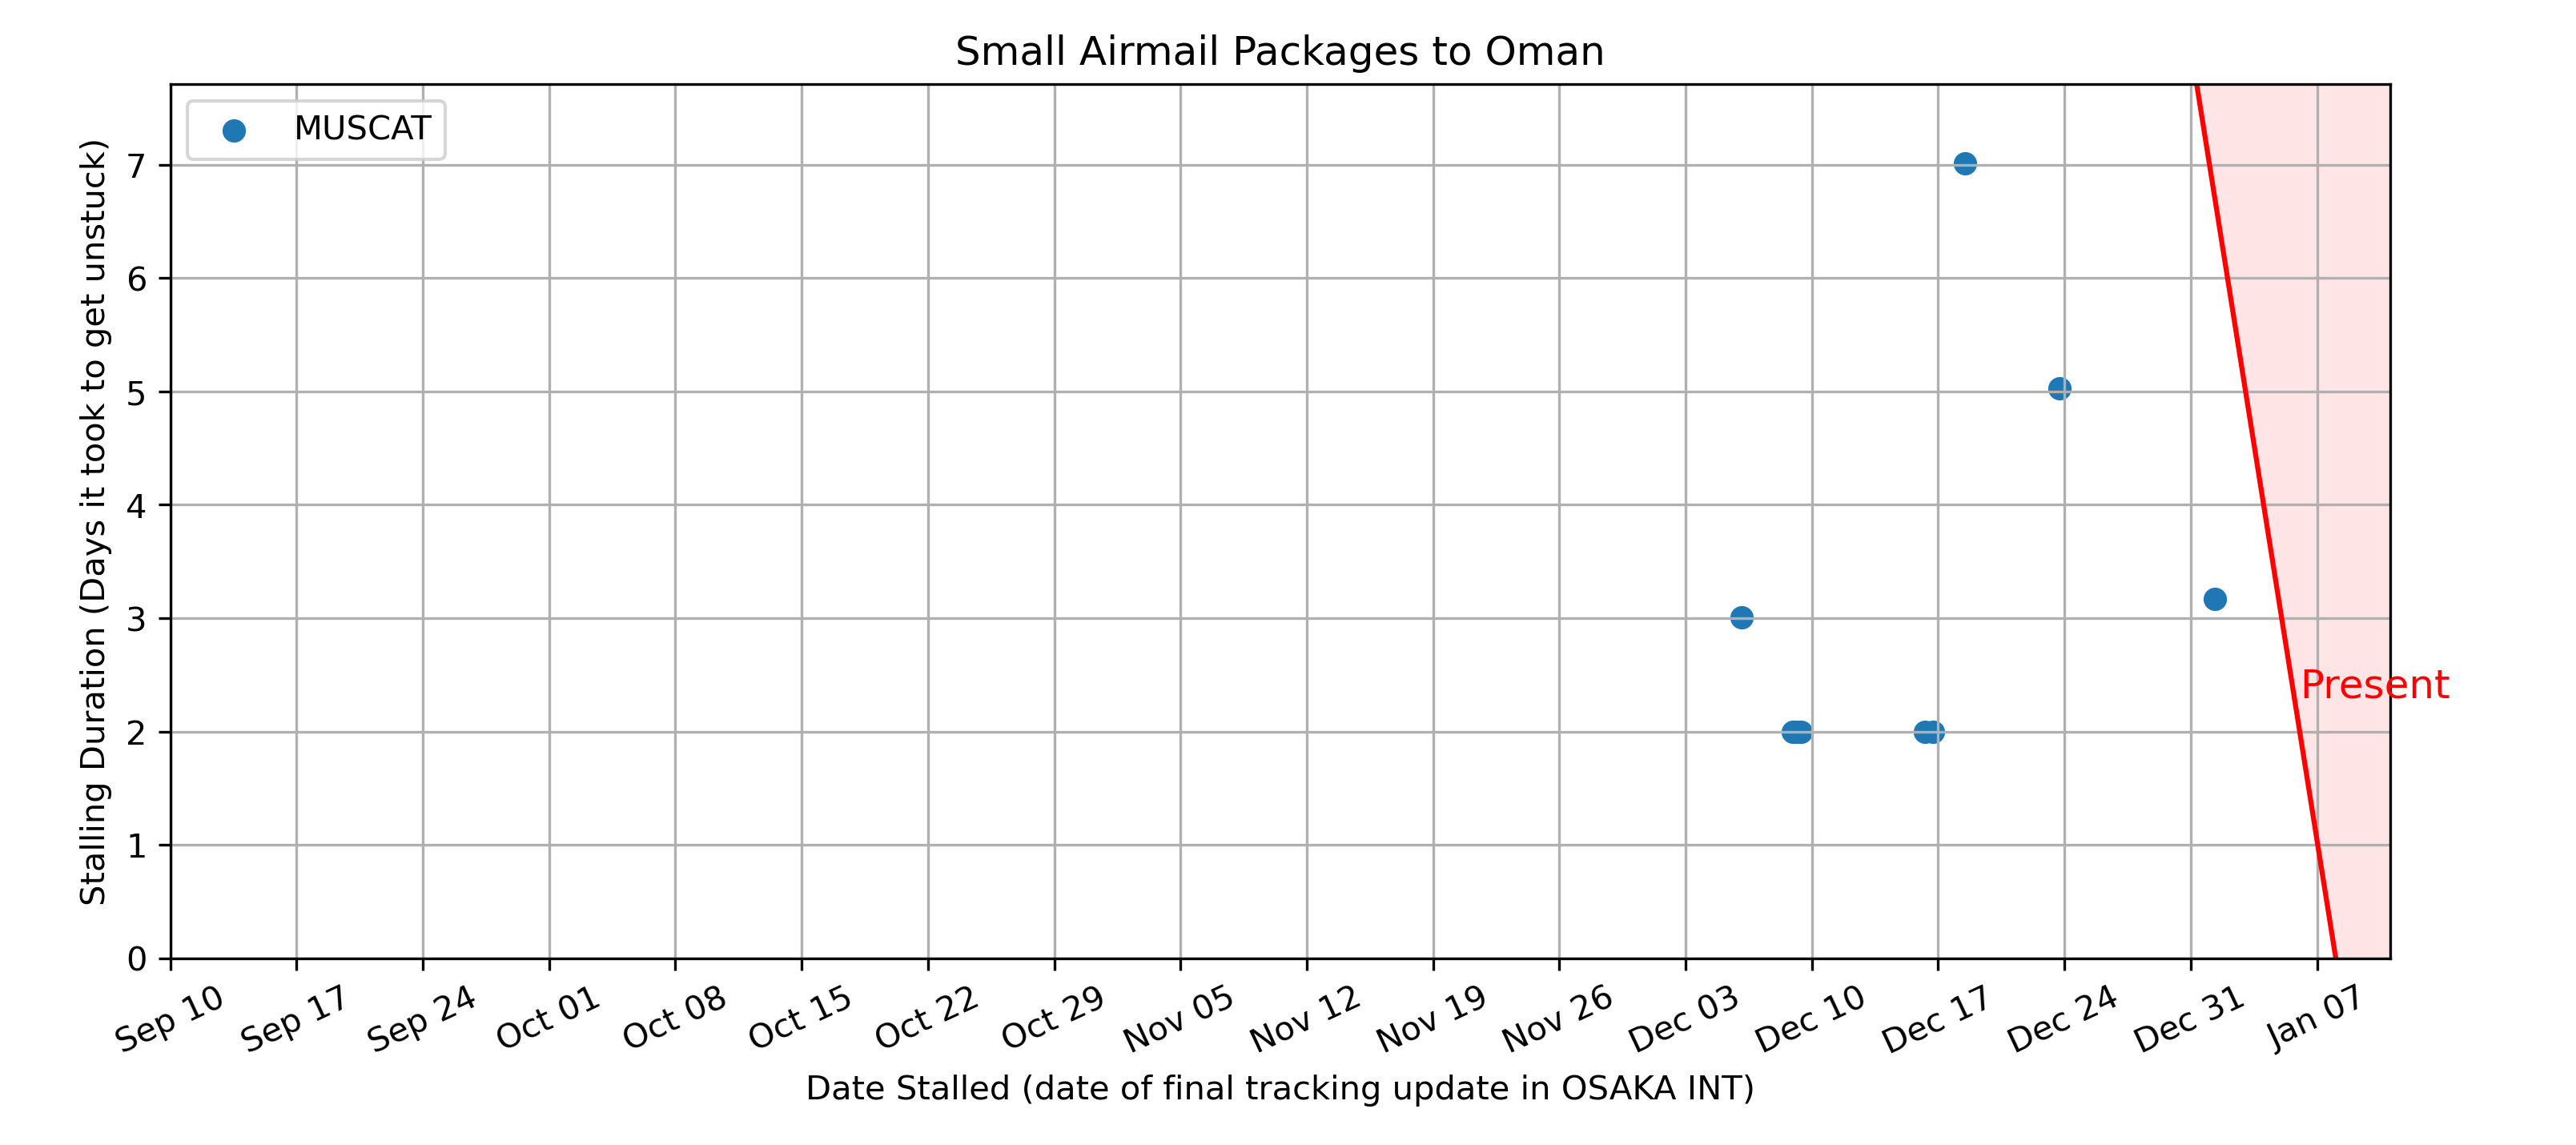 Small Airmail Packages to Oman
MUSCAT
Stalling Duration (Days it took to get unstuck)
7
6
5
4
3
2
1
0
Present
Sep 10 Sep 17 Sep 24 Oct 01 Oct 08 Oct 15 Oct 22 Oct 29 Nov 05 Nov 12 Nov 19 Nov 26 Dec 03 Dec 10 Dec 17 Dec 24 Dec 31 Jan 07
Date Stalled (date of final tracking update in OSAKA INT)